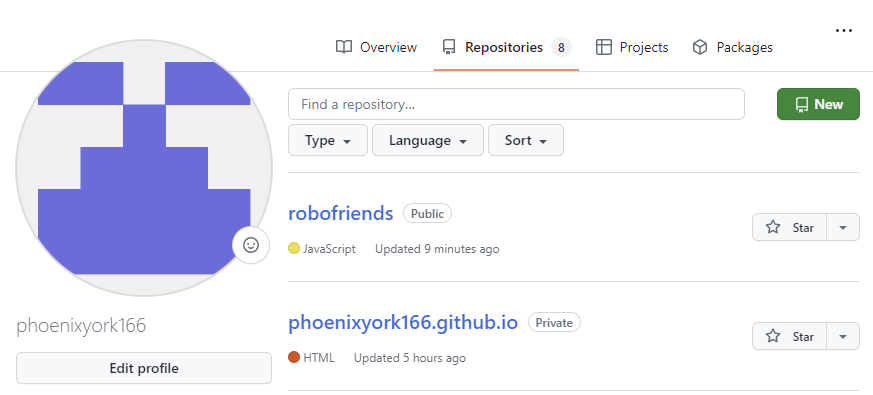 Overview Repositories 8 Projects Packages
Find a repository...
New
Type Language Sort
robofriends Public
Star
JavaScript Updated 9 minutes ago
phoenixyork166.github.io Private
Star
HTML Updated 5 hours ago
phoenixyork166
Edit profile